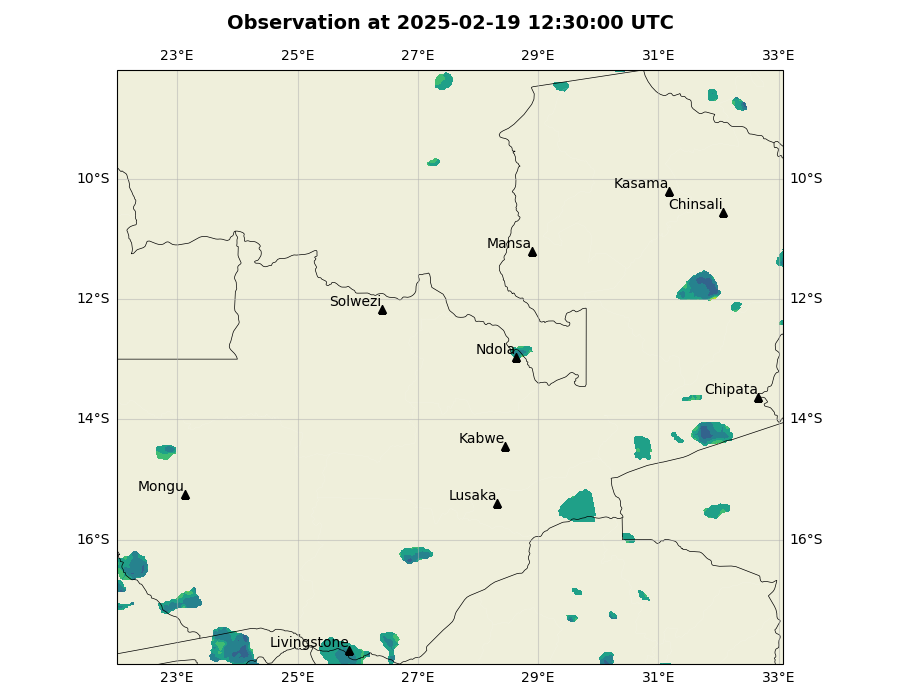 Observation at 2025-02-19 12:30:00 UTC
23°E 25°E 27°E 29°E 31°E 33°E
10°S 10°S
Kasama
Chinsali
Mansa
12°S 12°S
Solwezi
Ndola
Chipata
14°S 14°S
Kabwe
Mongu
Lusaka
16°S 16°S
Livingstone
23°E 25°E 27°E 29°E 31°E 33°E